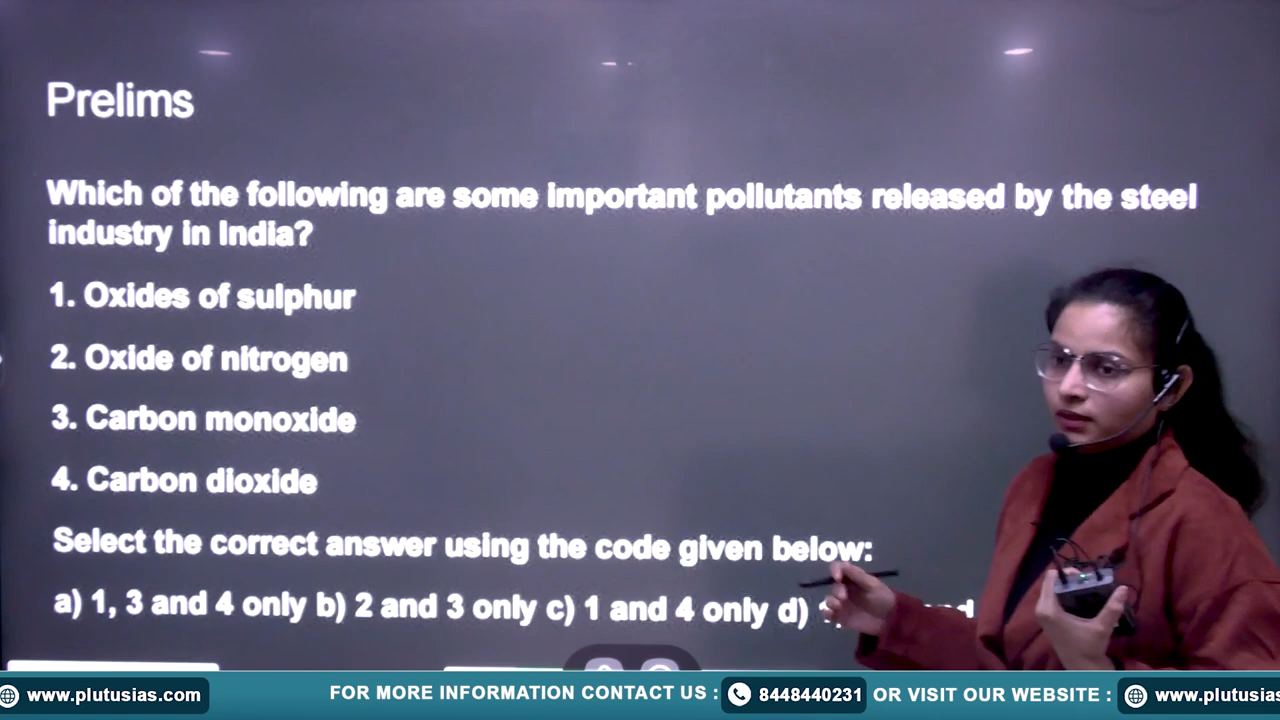 Prelims
Which of the following are some important pollutants released by the steel
industry in India?
1. Oxides of sulphur
2. Oxide of nitrogen
3. Carbon monoxide
4. Carbon dioxide
Select the correct answer using the code given below:
a) 1, 3 and 4 only b) 2 and 3 only c) 1 and 4 only d)
www.plutusias.com FOR MORE INFORMATION CONTACT US : 8448440231 OR VISIT OUR WEBSITE : www.plutusias